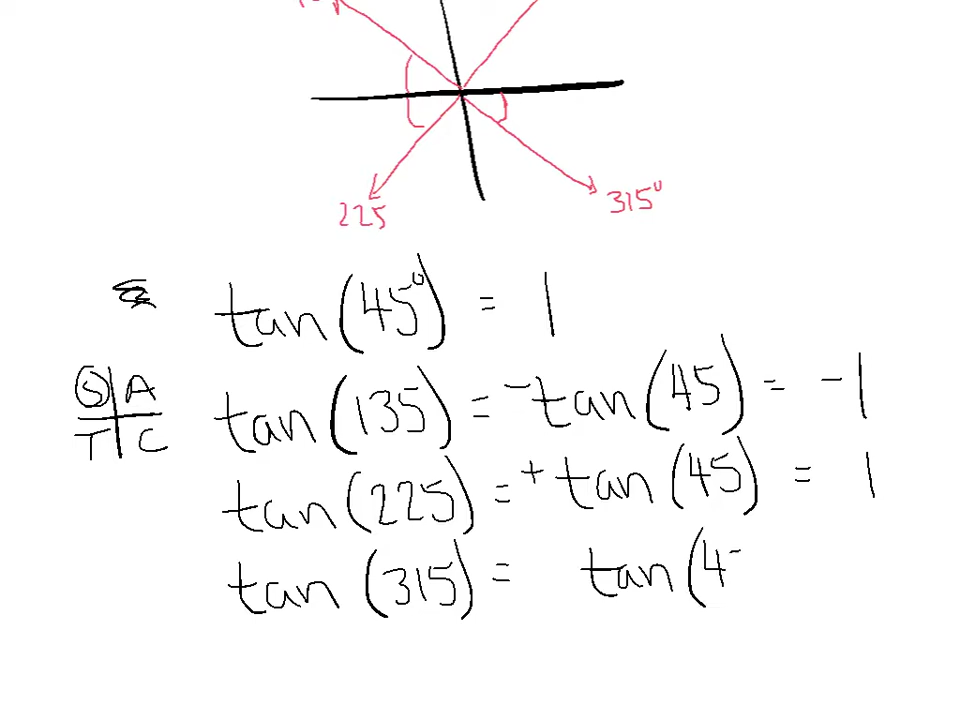 225
315°
tan(45°) = 1
S A
tan(135) = -tan(45) = -1
T C
tan(225) = +tan(45) = 1
tan(315) = tan(4